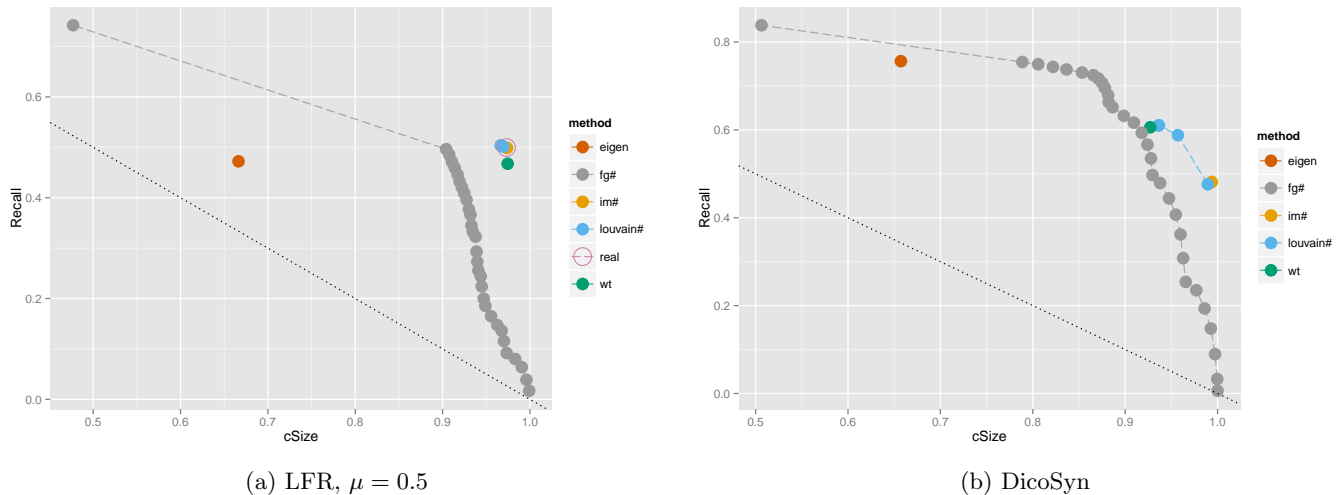 Recall
0.6
0.4
0.2
0.0
0.5
0.6
0.7
0.8
0.9
1.0
cSize
method
eigen
fg#
im#
louvain#
real
wt
(a) LFR, μ = 0.5
Recall
0.8
0.6
0.4
0.2
0.0
0.5
0.6
0.7
0.8
0.9
1.0
cSize
method
eigen
fg#
im#
louvain#
wt
(b) DicoSyn